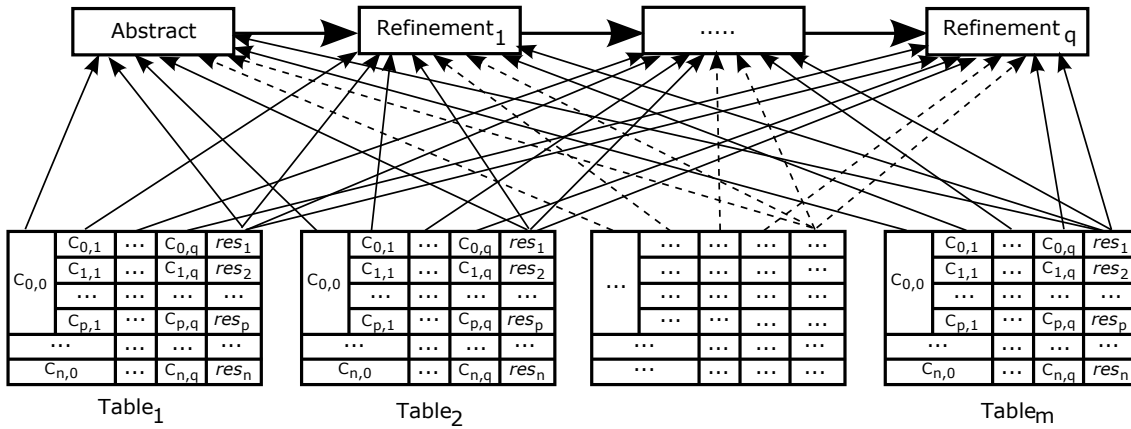 Abstract Refinement1 ..... Refinementq
C0,1 ... C0,q res1 C0,1 ... C0,q res1 ... ... ... C0,1 ... C0,q res1
C0,0 C1,1 ... C1,q res2 C0,0 C1,1 ... C1,q res2 ... ... ... ... C0,0 C1,1 ... C1,q res2
... ... ... ... ... ... ... ... ... ... ... ... ... ... ...
Cp,1 ... Cp,q resp Cp,1 ... Cp,q resp ... ... ... ... Cp,1 ... Cp,q resp
... ... ... ... ... ... ... ... ... ... ... ... ... ... ... ...
Cn,0 ... Cn,q resn Cn,0 ... Cn,q resn ... ... ... ... Cn,0 ... Cn,q resn
Table1 Table2 Tablem